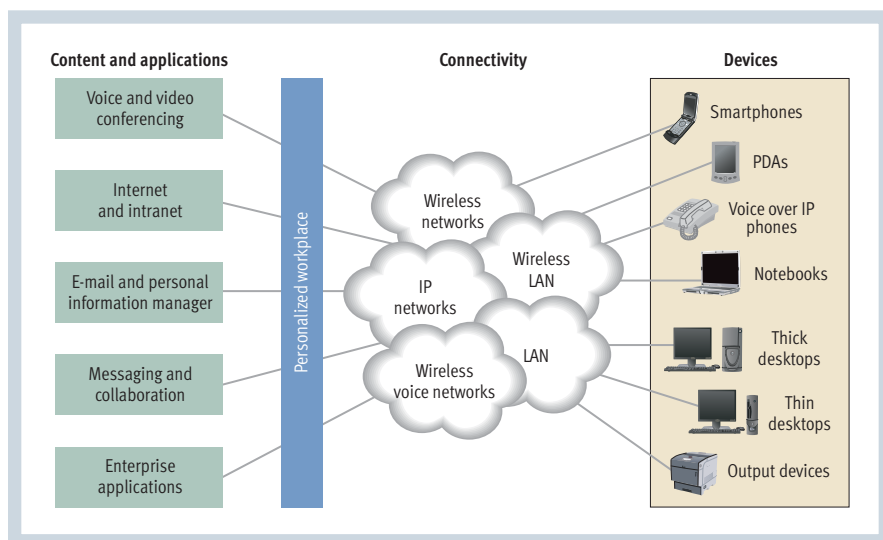 Content and applications
Connectivity
Devices
Voice and video
conferencing
Internet
and intranet
E-mail and personal
information manager
Messaging and
collaboration
Enterprise
applications
Personalized workplace
Wireless
networks
Wireless
LAN
IP
networks
LAN
Wireless
voice networks
Smartphones
PDAs
Voice over IP
phones
Notebooks
Thick
desktops
Thin
desktops
Output devices